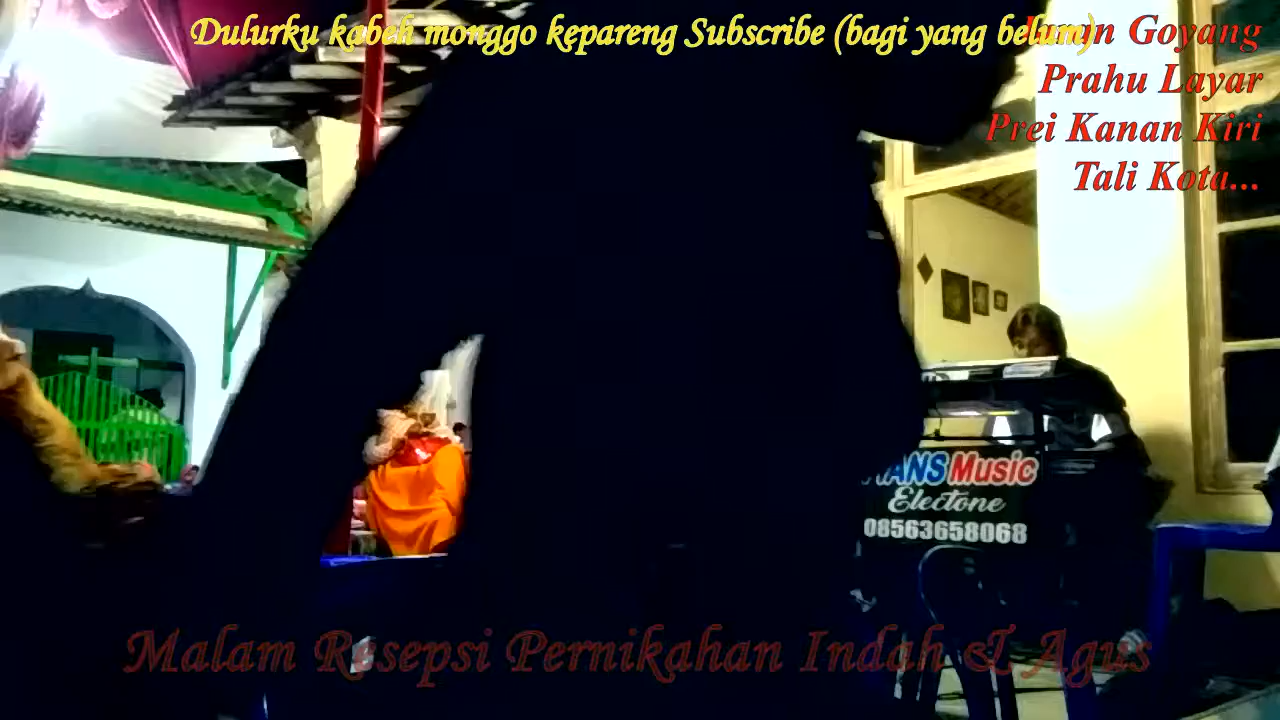 Dulurku kabeh monggo kepareng Subscribe (bagi yang belum)
Goyang
Prahu Layar
Prei Kanan Kiri
Tali Kota...
Music
Electone
08563658068
Malam Resepsi Pernikahan Indah & Agus